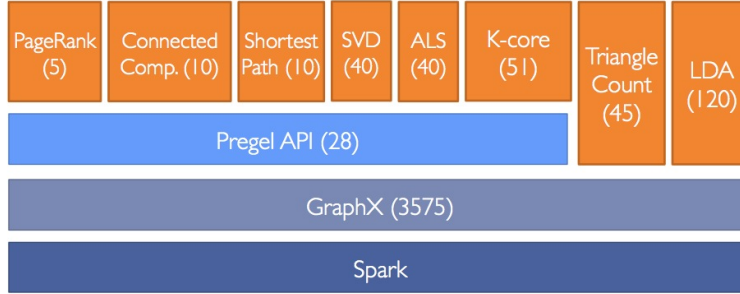 PageRank
(5)
Connected
Comp. (10)
Shortest
Path (10)
SVD
(40)
ALS
(40)
K-core
(51)
Triangle
Count
(45)
LDA
(120)
Pregel API (28)
GraphX (3575)
Spark